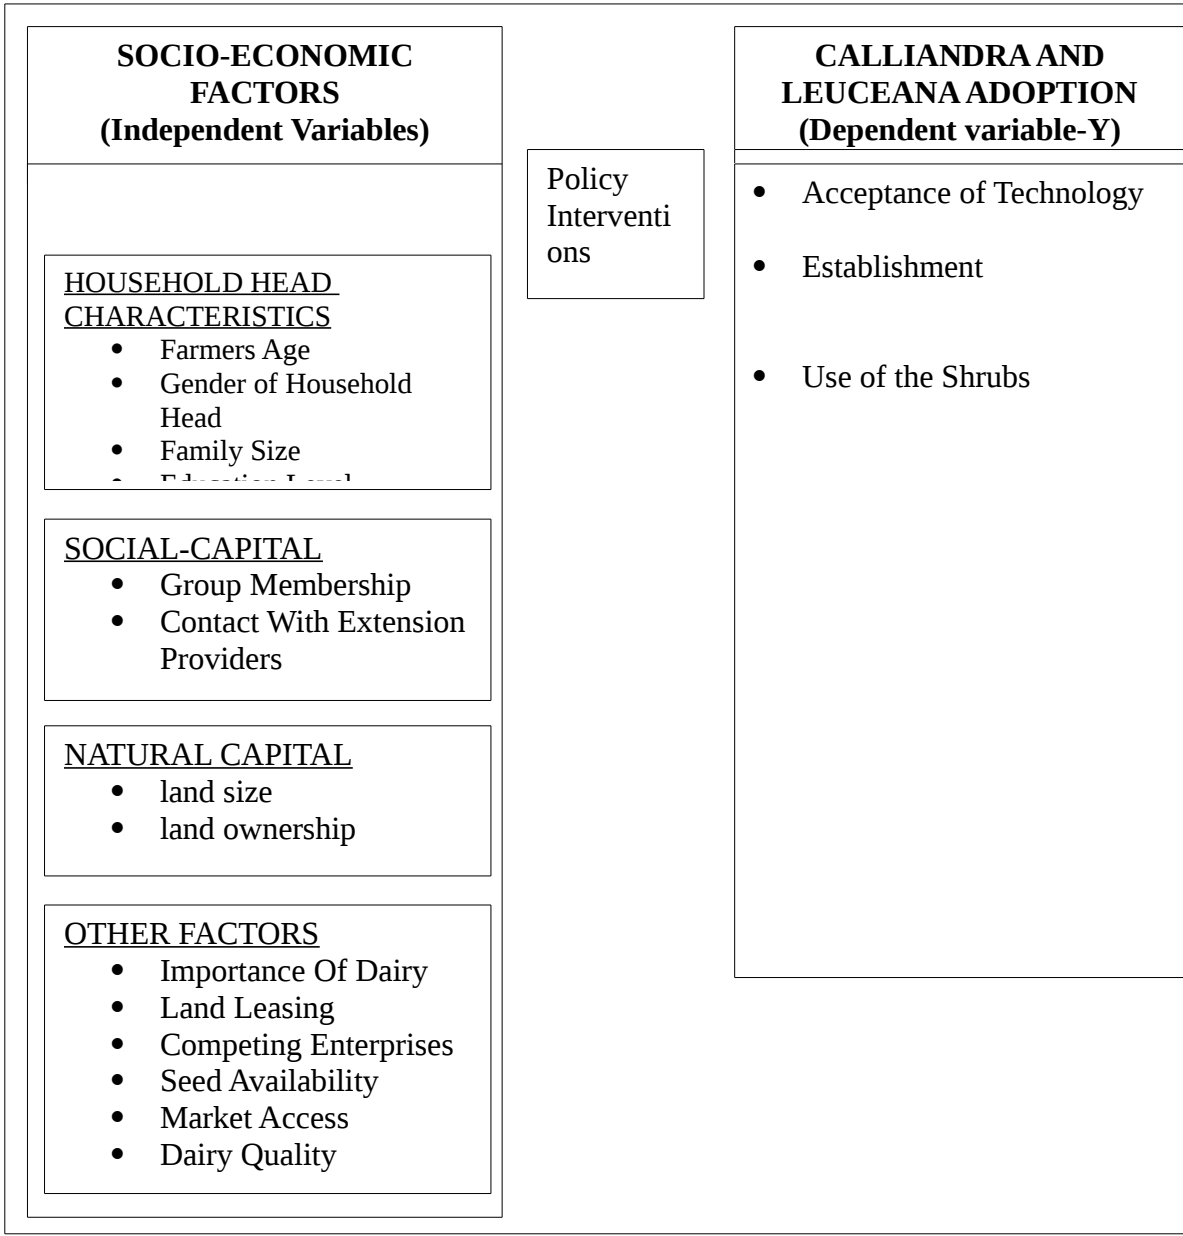 SOCIO-ECONOMIC
FACTORS
(Independent Variables)
HOUSEHOLD HEAD
CHARACTERISTICS
• Farmers Age
• Gender of Household
Head
• Family Size
• Education Level
SOCIAL-CAPITAL
• Group Membership
• Contact With Extension
Providers
NATURAL CAPITAL
• land size
• land ownership
OTHER FACTORS
• Importance Of Dairy
• Land Leasing
• Competing Enterprises
• Seed Availability
• Market Access
• Dairy Quality
Policy
Interventi
ons
CALLIANDRA AND
LEUCEANA ADOPTION
(Dependent variable-Y)
• Acceptance of Technology
• Establishment
• Use of the Shrubs